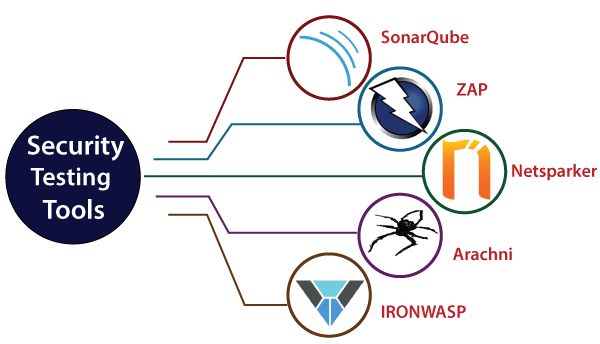 Security
Testing
Tools
SonarQube
ZAP
Netsparker
Arachni
IRONWASP